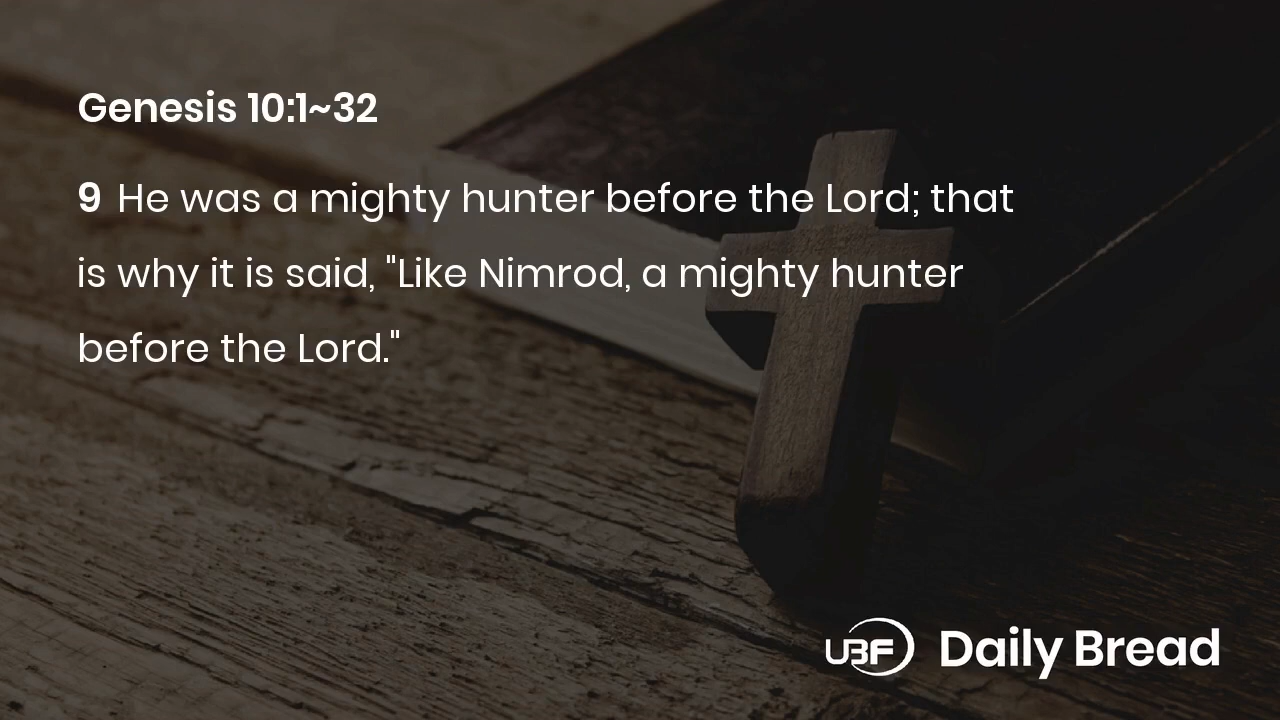 Genesis 10:1~32
9 He was a mighty hunter before the Lord; that
is why it is said, "Like Nimrod, a mighty hunter
before the Lord."
UBF Daily Bread